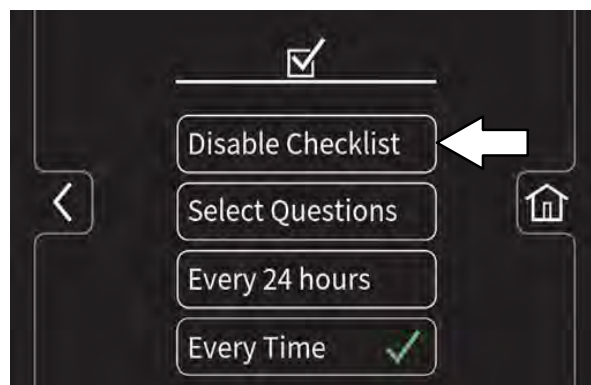 Disable Checklist
Select Questions
Every 24 hours
Every Time